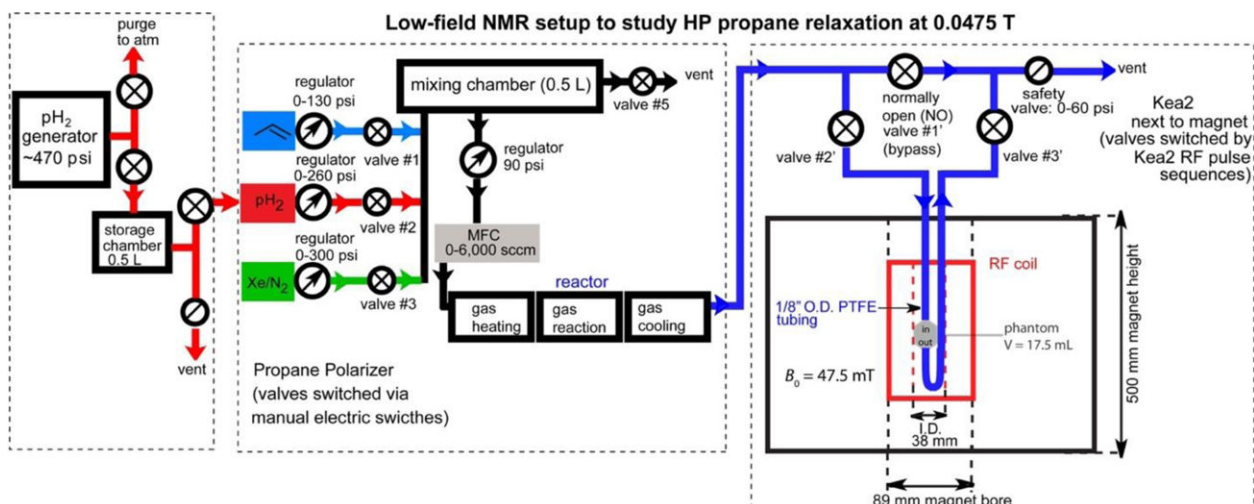 Low-field NMR setup to study HP propane relaxation at 0.0475 T
purge
to atm
pH2
generator
~470 psi
storage
chamber
0.5 L
vent
regulator
0-130 psi
valve #1
regulator
0-260 psi
pH2
valve #2
regulator
0-300 psi
Xe/N2
valve #3
mixing chamber (0.5 L)
valve #5
vent
regulator
90 psi
MFC
0-6,000 sccm
reactor
gas
heating
gas
reaction
gas
cooling
Propane Polarizer
(valves switched via
manual electric swicthes)
normally
open (NO)
valve #1'
(bypass)
valve #2'
valve #3'
safety
valve: 0-60 psi
vent
Kea2
next to magnet
(valves switched by
Kea2 RF pulse
sequences)
RF coil
1/8" O.D. PTFE
tubing
in
out
phantom
V = 17.5 mL
B0 = 47.5 mT
I.D.
38 mm
500 mm magnet height
89 mm magnet bore